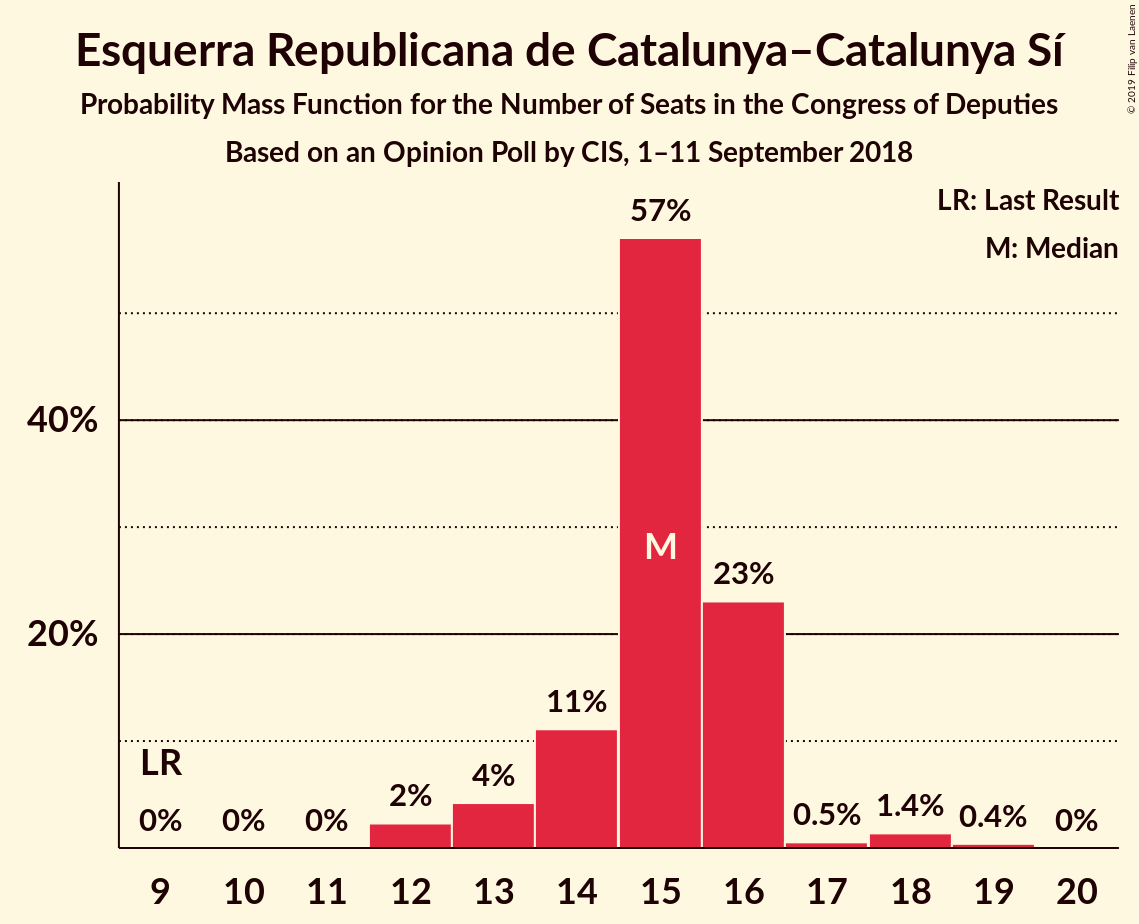 Esquerra Republicana de Catalunya–Catalunya Sí
Probability Mass Function for the Number of Seats in the Congress of Deputies
Based on an Opinion Poll by CIS, 1–11 September 2018
© 2019 Filip van Laenen
LR: Last Result
M: Median
57%
40%
M
23%
20%
11%
LR
4%
2%
0%
0%
0%
0.5%
1.4%
0.4%
0%
9 10 11 12 13 14 15 16 17 18 19 20